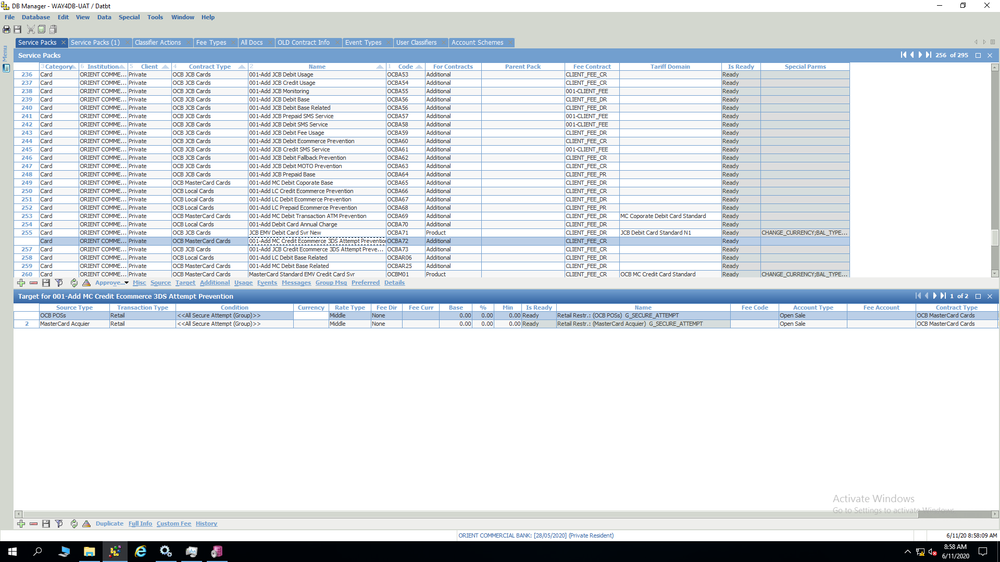 DB Manager - WAY4DB-UAT / Datbt
File Database Edit View Data Special Tools Window Help
Service Packs Service Packs (1) Classifier Actions Fee Types All Docs OLD Contract Info Event Types User Classifiers Account Schemes
Menu
Service Packs 256 of 295
3 Category 6 Institution 5 Client 4 Contract Type 2 Name 1 Code For Contracts Parent Pack Fee Contract Tariff Domain Is Ready Special Parms
236 Card ORIENT COMME... Private OCB JCB Cards 001-Add JCB Debit Usage OCBA53 Additional CLIENT_FEE_CR Ready
237 Card ORIENT COMME... Private OCB JCB Cards 001-Add JCB Credit Usage OCBA54 Additional CLIENT_FEE_CR Ready
238 Card ORIENT COMME... Private OCB JCB Cards 001-Add JCB Monitoring OCBA55 Additional 001-CLIENT_FEE Ready
239 Card ORIENT COMME... Private OCB JCB Cards 001-Add JCB Debit Base OCBA56 Additional CLIENT_FEE_DR Ready
240 Card ORIENT COMME... Private OCB JCB Cards 001-Add JCB Debit Base Related OCBA56 Additional CLIENT_FEE_DR Ready
241 Card ORIENT COMME... Private OCB JCB Cards 001-Add JCB Prepaid SMS Service OCBA57 Additional 001-CLIENT_FEE Ready
242 Card ORIENT COMME... Private OCB JCB Cards 001-Add JCB Debit SMS Service OCBA58 Additional 001-CLIENT_FEE Ready
243 Card ORIENT COMME... Private OCB JCB Cards 001-Add JCB Debit Fee Usage OCBA59 Additional CLIENT_FEE_DR Ready
244 Card ORIENT COMME... Private OCB JCB Cards 001-Add JCB Debit Ecommerce Prevention OCBA60 Additional CLIENT_FEE_CR Ready
245 Card ORIENT COMME... Private OCB JCB Cards 001-Add JCB Credit SMS Service OCBA61 Additional 001-CLIENT_FEE Ready
246 Card ORIENT COMME... Private OCB JCB Cards 001-Add JCB Debit Fallback Prevention OCBA62 Additional CLIENT_FEE_CR Ready
247 Card ORIENT COMME... Private OCB JCB Cards 001-Add JCB Debit MOTO Prevention OCBA63 Additional CLIENT_FEE_CR Ready
248 Card ORIENT COMME... Private OCB JCB Cards 001-Add JCB Prepaid Base OCBA64 Additional CLIENT_FEE_PR Ready
249 Card ORIENT COMME... Private OCB MasterCard Cards 001-Add MC Debit Coporate Base OCBA65 Additional CLIENT_FEE_DR Ready
250 Card ORIENT COMME... Private OCB Local Cards 001-Add LC Credit Ecommerce Prevention OCBA66 Additional CLIENT_FEE_CR Ready
251 Card ORIENT COMME... Private OCB Local Cards 001-Add LC Debit Ecommerce Prevention OCBA67 Additional CLIENT_FEE_DR Ready
252 Card ORIENT COMME... Private OCB Local Cards 001-Add LC Prepaid Ecommerce Prevention OCBA68 Additional CLIENT_FEE_PR Ready
253 Card ORIENT COMME... Private OCB MasterCard Cards 001-Add MC Debit Transaction ATM Prevention OCBA69 Additional CLIENT_FEE_DR MC Coporate Debit Card Standard Ready
254 Card ORIENT COMME... Private OCB Local Cards 001-Add Debit Card Annual Charge OCBA70 Additional CLIENT_FEE_DR Ready
255 Card ORIENT COMME... Private OCB JCB Cards JCB EMV Debit Card Svr New OCBA71 Product CLIENT_FEE_DR JCB Debit Card Standard N1 Ready CHANGE_CURRENCY;BAL_TYPE...
Card ORIENT COMME... Private OCB MasterCard Cards 001-Add MC Credit Ecommerce 3DS Attempt Prevention OCBA72 Additional CLIENT_FEE_CR Ready
257 Card ORIENT COMME... Private OCB JCB Cards 001-Add JCB Credit Ecommerce 3DS Attempt Preve... OCBA73 Additional CLIENT_FEE_CR Ready
258 Card ORIENT COMME... Private OCB Local Cards 001-Add LC Debit Base Related OCBAR06 Additional CLIENT_FEE_DR Ready
259 Card ORIENT COMME... Private OCB MasterCard Cards 001-Add MC Debit Base Related OCBAR25 Additional CLIENT_FEE_DR Ready
260 Card ORIENT COMME... Private OCB MasterCard Cards MasterCard Standard EMV Credit Card Svr OCBM01 Product CLIENT_FEE_CR OCB MC Credit Card Standard Ready CHANGE_CURRENCY;BAL_TYPE...
Approve... Misc Source Target Additional Usage Events Messages Group Msg Preferred Details
Target for 001-Add MC Credit Ecommerce 3DS Attempt Prevention 1 of 2
Source Type Transaction Type Condition Currency Rate Type Fee Dir Fee Curr Base % Min Is Ready Name Fee Code Account Type Fee Account Contract Type
OCB POSs Retail <<All Secure Attempt (Group)>> Middle None 0.00 0.00 0.00 Ready Retail Restr.: (OCB POSs) G_SECURE_ATTEMPT Open Sale OCB MasterCard Cards
2 MasterCard Acquier Retail <<All Secure Attempt (Group)>> Middle None 0.00 0.00 0.00 Ready Retail Restr.: (MasterCard Acquier) G_SECURE_ATTEMPT Open Sale OCB MasterCard Cards
Activate Windows
Go to Settings to activate Windows.
Duplicate Full Info Custom Fee History
ORIENT COMMERCIAL BANK: [28/05/2020] (Private Resident) 6/11/20 8:58:09 AM
8:58 AM
6/11/2020